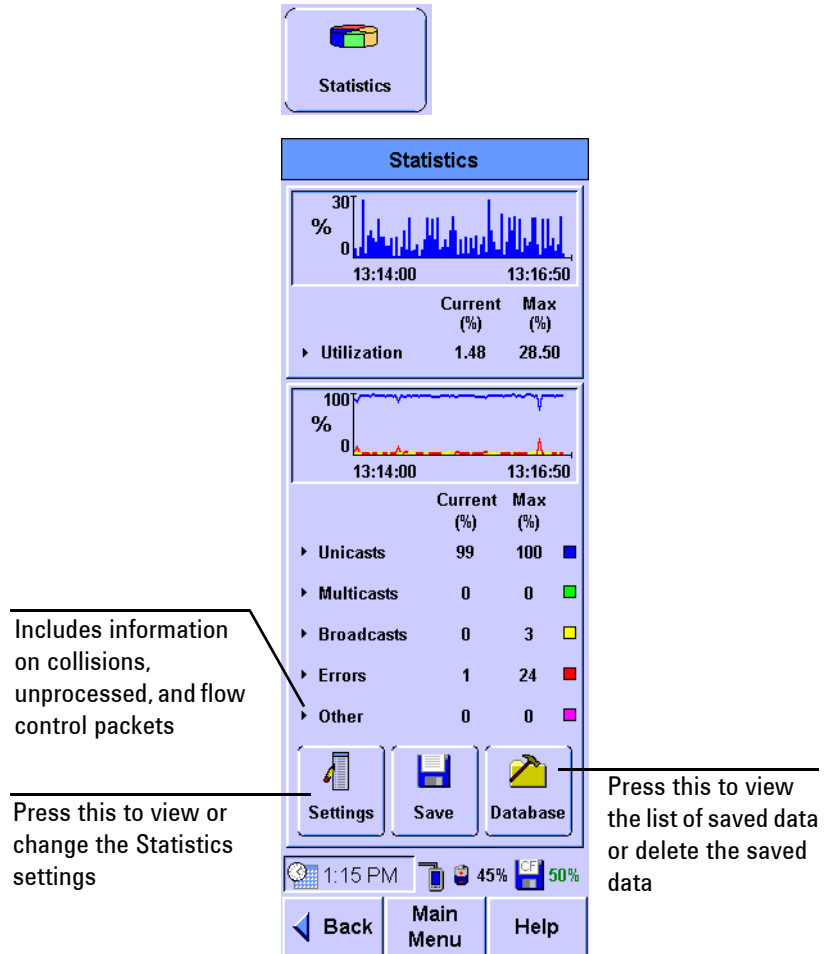 Statistics
Statistics
30
%
0
13:14:00 13:16:50
Current Max
(%) (%)
Utilization 1.48 28.50
100
%
0
13:14:00 13:16:50
Current Max
(%) (%)
Unicasts 99 100
Multicasts 0 0
Broadcasts 0 3
Errors 1 24
Other 0 0
Includes information
on collisions,
unprocessed, and flow
control packets
Settings Save Database
Press this to view or
change the Statistics
settings
Press this to view
the list of saved data
or delete the saved
data
1:15 PM 45% CF 50%
Back Main Menu Help